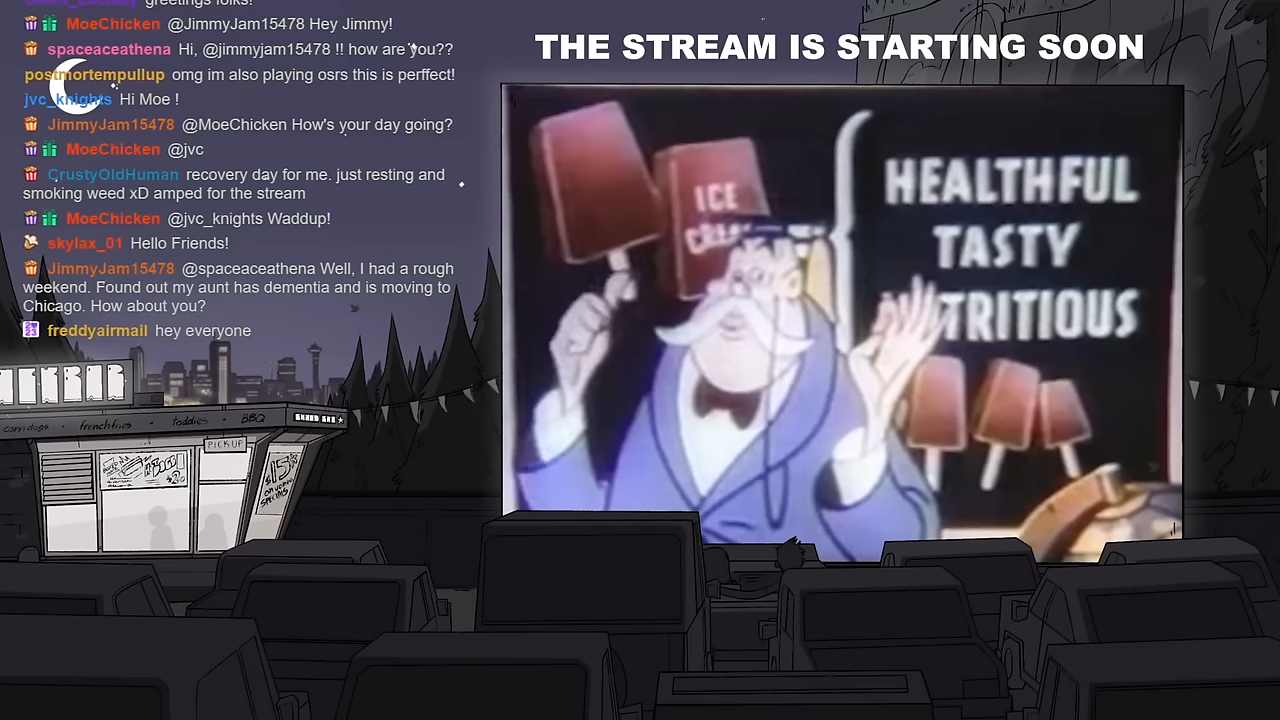 greetings folks!
MoeChicken @JimmyJam15478 Hey Jimmy!
spaceaceathena Hi, @jimmyjam15478 !! how are you??
postmortempullup omg im also playing osrs this is perffect!
jvc_knights Hi Moe !
JimmyJam15478 @MoeChicken How's your day going?
MoeChicken @jvc
CrustyOldHuman recovery day for me. just resting and
smoking weed xD amped for the stream
MoeChicken @jvc_knights Waddup!
skylax_01 Hello Friends!
JimmyJam15478 @spaceaceathena Well, I had a rough
weekend. Found out my aunt has dementia and is moving to
Chicago. How about you?
freddyairmail hey everyone
THE STREAM IS STARTING SOON
ICE
HEALTHFUL
TASTY
NUTRITIOUS
corn dogs · frenchfries · toddies · BBQ
PICKUP
15%